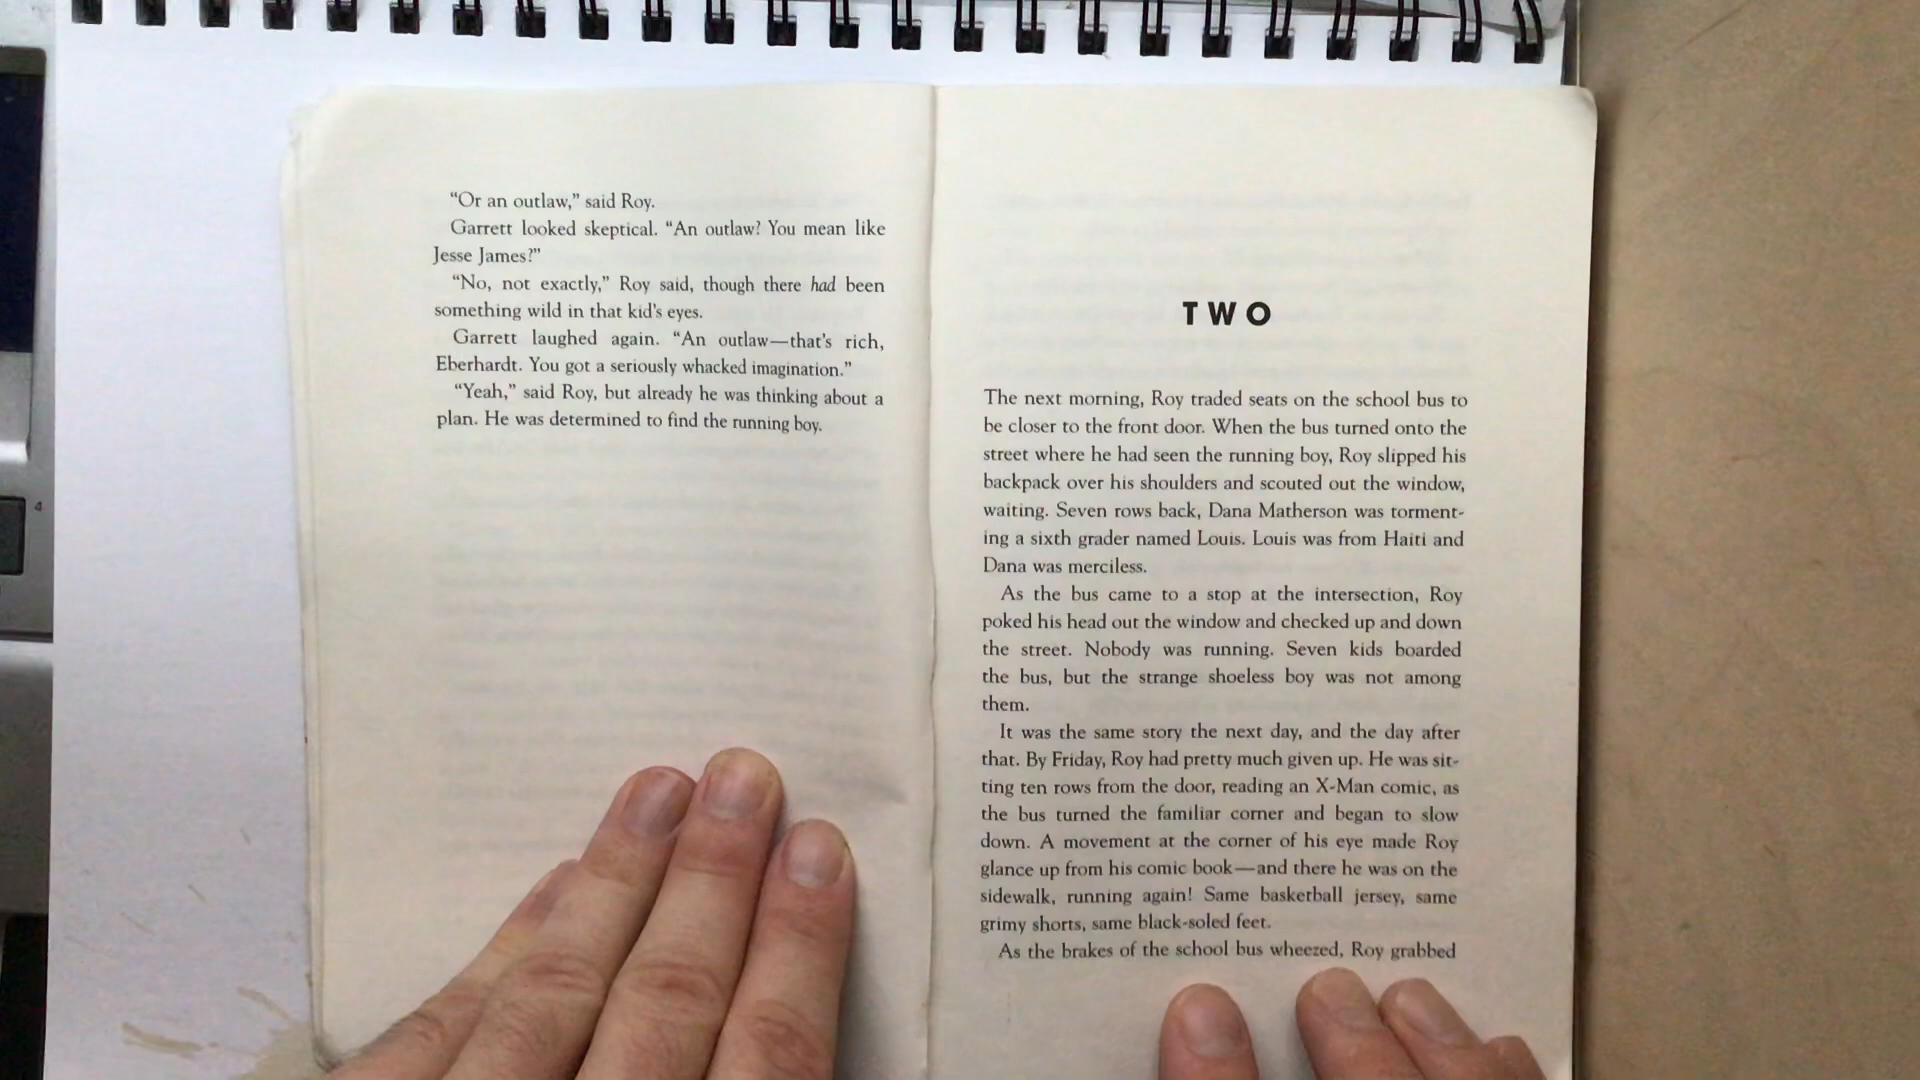 “Or an outlaw,” said Roy.
Garrett looked skeptical. “An outlaw? You mean like
Jesse James?”
“No, not exactly,” Roy said, though there had been
something wild in that kid's eyes.
Garrett laughed again. “An outlaw—that's rich,
Eberhardt. You got a seriously whacked imagination.”
“Yeah,” said Roy, but already he was thinking about a
plan. He was determined to find the running boy.
TWO
The next morning, Roy traded seats on the school bus to
be closer to the front door. When the bus turned onto the
street where he had seen the running boy, Roy slipped his
backpack over his shoulders and scouted out the window,
waiting. Seven rows back, Dana Matherson was torment-
ing a sixth grader named Louis. Louis was from Haiti and
Dana was merciless.
As the bus came to a stop at the intersection, Roy
poked his head out the window and checked up and down
the street. Nobody was running. Seven kids boarded
the bus, but the strange shoeless boy was not among
them.
It was the same story the next day, and the day after
that. By Friday, Roy had pretty much given up. He was sit-
ting ten rows from the door, reading an X-Man comic, as
the bus turned the familiar corner and began to slow
down. A movement at the corner of his eye made Roy
glance up from his comic book—and there he was on the
sidewalk, running again! Same basketball jersey, same
grimy shorts, same black-soled feet.
As the brakes of the school bus wheezed, Roy grabbed
4